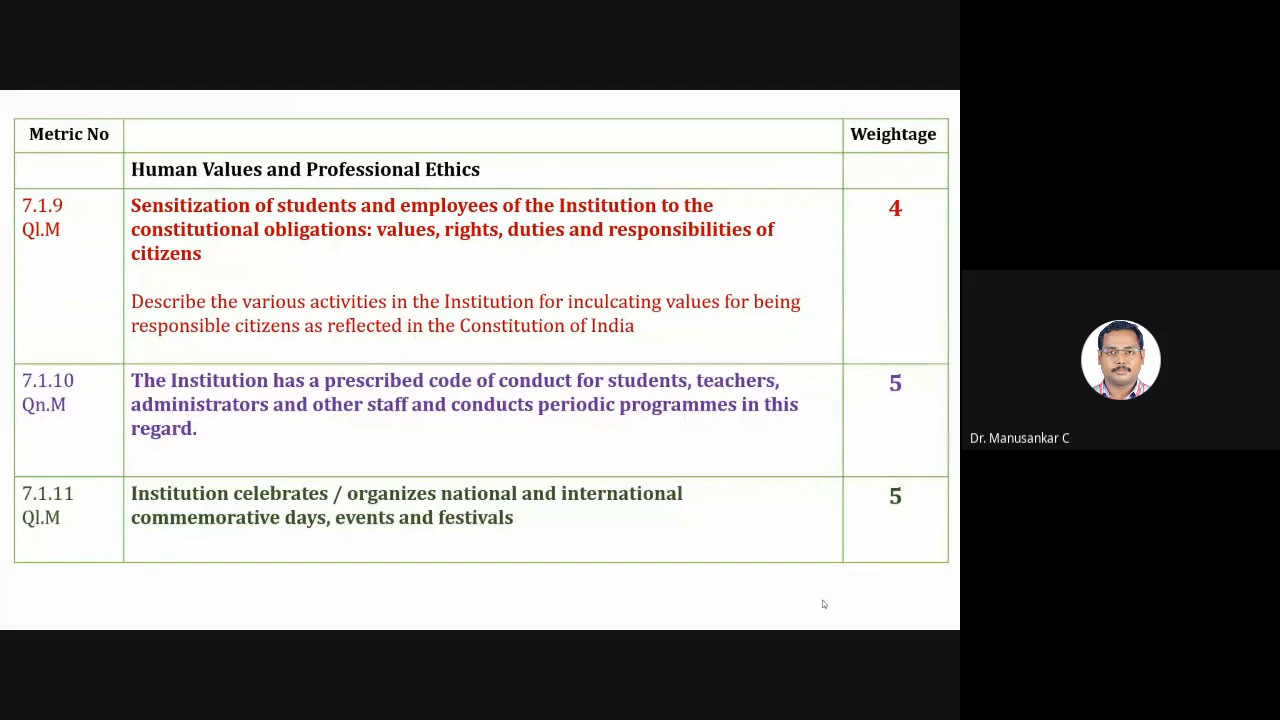 Metric No Weightage
Human Values and Professional Ethics
7.1.9 Sensitization of students and employees of the Institution to the 4
Ql.M constitutional obligations: values, rights, duties and responsibilities of
citizens
Describe the various activities in the Institution for inculcating values for being
responsible citizens as reflected in the Constitution of India
7.1.10 The Institution has a prescribed code of conduct for students, teachers, 5
Qn.M administrators and other staff and conducts periodic programmes in this
regard.
7.1.11 Institution celebrates / organizes national and international 5
Ql.M commemorative days, events and festivals
Dr. Manusankar C